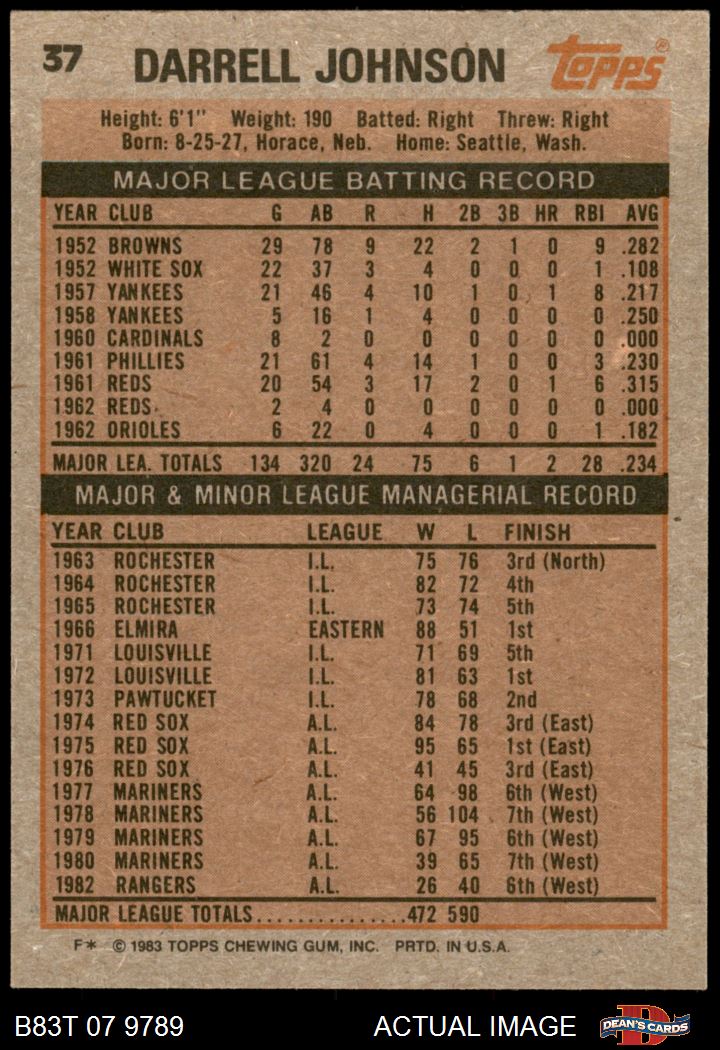 37 DARRELL JOHNSON Topps®
Height: 6'1" Weight: 190 Batted: Right Threw: Right
Born: 8-25-27, Horace, Neb. Home: Seattle, Wash.
MAJOR LEAGUE BATTING RECORD
YEAR CLUB G AB R H 2B 3B HR RBI AVG
1952 BROWNS 29 78 9 22 2 1 0 9 .282
1952 WHITE SOX 22 37 3 4 0 0 0 1 .108
1957 YANKEES 21 46 4 10 1 0 1 8 .217
1958 YANKEES 5 16 1 4 0 0 0 0 .250
1960 CARDINALS 8 2 0 0 0 0 0 0 .000
1961 PHILLIES 21 61 4 14 1 0 0 3 .230
1961 REDS 20 54 3 17 2 0 1 6 .315
1962 REDS 2 4 0 0 0 0 0 0 .000
1962 ORIOLES 6 22 0 4 0 0 0 1 .182
MAJOR LEA. TOTALS 134 320 24 75 6 1 2 28 .234
MAJOR & MINOR LEAGUE MANAGERIAL RECORD
YEAR CLUB LEAGUE W L FINISH
1963 ROCHESTER I.L. 75 76 3rd (North)
1964 ROCHESTER I.L. 82 72 4th
1965 ROCHESTER I.L. 73 74 5th
1966 ELMIRA EASTERN 88 51 1st
1971 LOUISVILLE I.L. 71 69 5th
1972 LOUISVILLE I.L. 81 63 1st
1973 PAWTUCKET I.L. 78 68 2nd
1974 RED SOX A.L. 84 78 3rd (East)
1975 RED SOX A.L. 95 65 1st (East)
1976 RED SOX A.L. 41 45 3rd (East)
1977 MARINERS A.L. 64 98 6th (West)
1978 MARINERS A.L. 56 104 7th (West)
1979 MARINERS A.L. 67 95 6th (West)
1980 MARINERS A.L. 39 65 7th (West)
1982 RANGERS A.L. 26 40 6th (West)
MAJOR LEAGUE TOTALS..............472 590
F* © 1983 TOPPS CHEWING GUM, INC. PRTD. IN U.S.A.
B83T 07 9789 ACTUAL IMAGE D DEAN'S CARDS